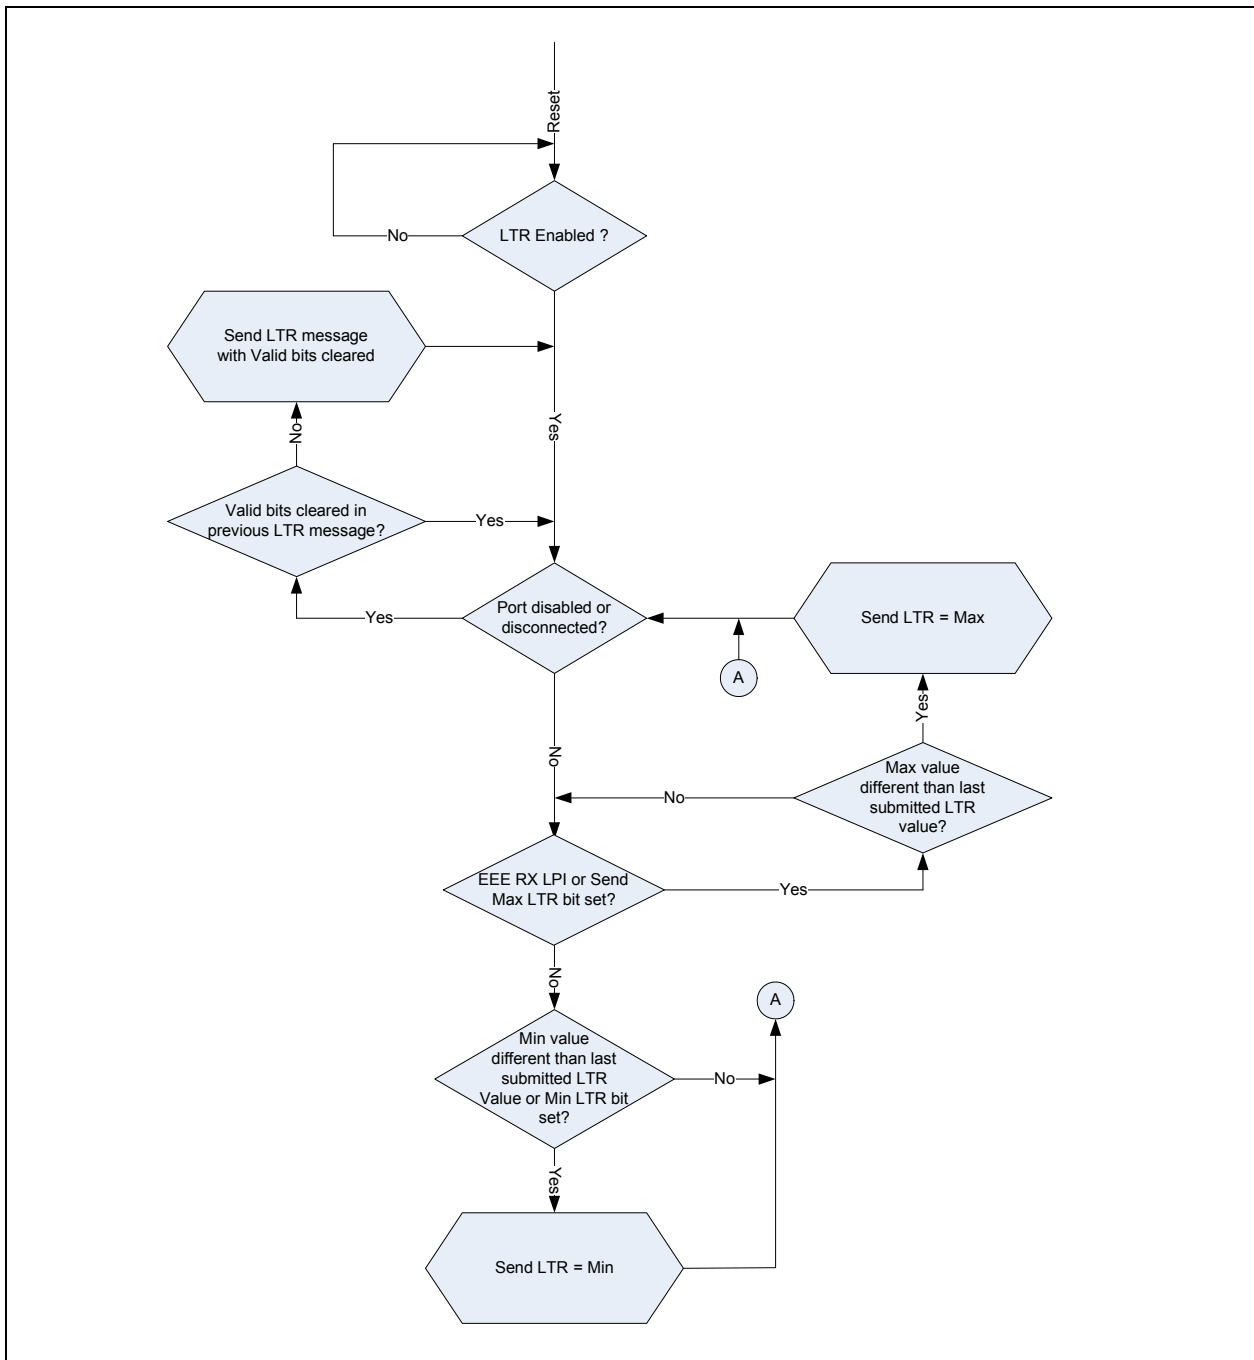 Reset
LTR Enabled ?
No
Send LTR message
with Valid bits cleared
Yes
No
Valid bits cleared in
previous LTR message?
Yes
Port disabled or
disconnected?
Yes
Send LTR = Max
A
Yes
No
Max value
different than last
submitted LTR
value?
No
EEE RX LPI or Send
Max LTR bit set?
Yes
No
A
Min value
different than last
submitted LTR
Value or Min LTR bit
set?
No
Yes
Send LTR = Min